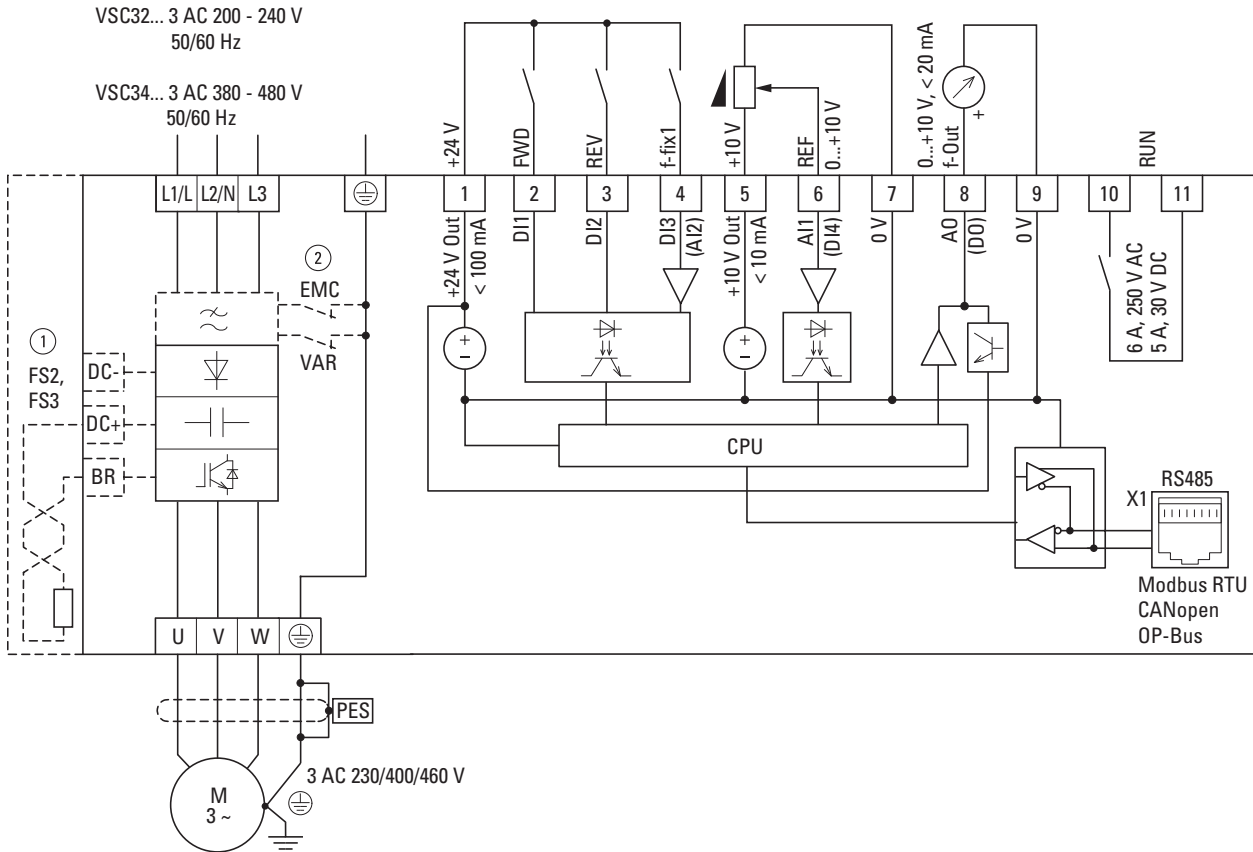 VSC32... 3 AC 200 - 240 V
50/60 Hz
VSC34... 3 AC 380 - 480 V
50/60 Hz
+24 V
FWD
REV
f-fix1
+10 V
REF
0...+10 V
0...+10 V, < 20 mA
f-Out
+
RUN
L1/L L2/N L3
1 2 3 4 5 6 7 8 9 10 11
+24 V Out
< 100 mA
DI1
DI2
DI3
(AI2)
+10 V Out
< 10 mA
AI1
(DI4)
0 V
AO
(DO)
0 V
6 A, 250 V AC
5 A, 30 V DC
2
EMC
VAR
1
FS2,
FS3
DC-
DC+
BR
+
-
+
-
CPU
RS485
X1
Modbus RTU
CANopen
OP-Bus
U V W
PES
3 AC 230/400/460 V
M
3 ~